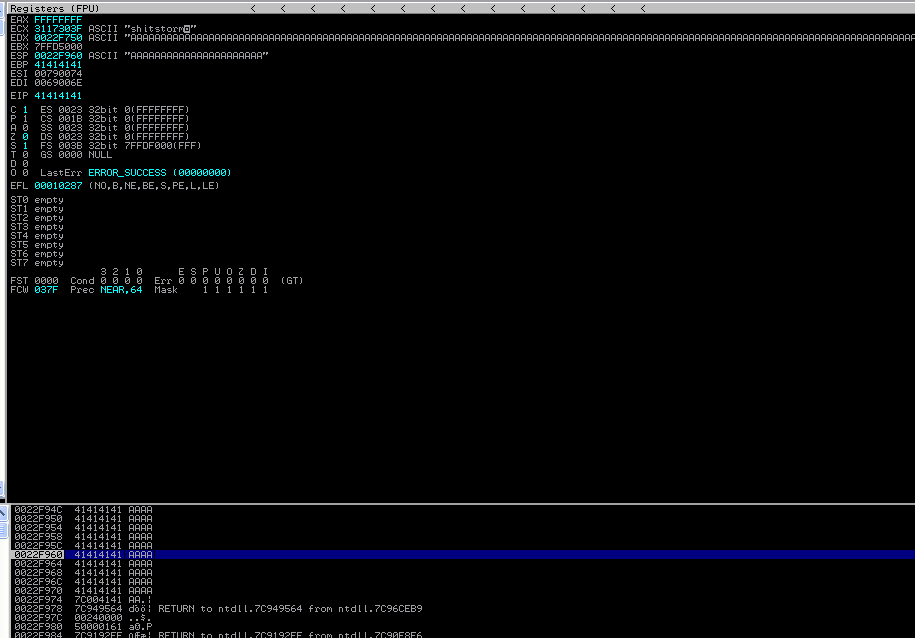 Registers (FPU) < < < < < < < < < < < < < <
EAX FFFFFFFF
ECX 3117303F ASCII "shitstorm"
EDX 0022F750 ASCII "AAAAAAAAAAAAAAAAAAAAAAAAAAAAAAAAAAAAAAAAAAAAAAAAAAAAAAAAAAAAAAAAAAAAAAAAAAAAAAAAAAAAAAAAAAAAAAAAAAAAAAAAAAAAAAAAAAAAAAAAAAAAAAA
EBX 7FFD5000
ESP 0022F960 ASCII "AAAAAAAAAAAAAAAAAAAAAA"
EBP 41414141
ESI 00790074
EDI 0069006E
EIP 41414141
C 1 ES 0023 32bit 0(FFFFFFFF)
P 1 CS 001B 32bit 0(FFFFFFFF)
A 0 SS 0023 32bit 0(FFFFFFFF)
Z 0 DS 0023 32bit 0(FFFFFFFF)
S 1 FS 003B 32bit 7FFDF000(FFF)
T 0 GS 0000 NULL
D 0
O 0 LastErr ERROR_SUCCESS (00000000)
EFL 00010287 (NO,B,NE,BE,S,PE,L,LE)
ST0 empty
ST1 empty
ST2 empty
ST3 empty
ST4 empty
ST5 empty
ST6 empty
ST7 empty
3 2 1 0 E S P U O Z D I
FST 0000 Cond 0 0 0 0 Err 0 0 0 0 0 0 0 0 (GT)
FCW 037F Prec NEAR,64 Mask 1 1 1 1 1 1
0022F94C 41414141 AAAA
0022F950 41414141 AAAA
0022F954 41414141 AAAA
0022F958 41414141 AAAA
0022F95C 41414141 AAAA
0022F960 41414141 AAAA
0022F964 41414141 AAAA
0022F968 41414141 AAAA
0022F96C 41414141 AAAA
0022F970 41414141 AAAA
0022F974 7C004141 AA.¦
0022F978 7C949564 dòö¦ RETURN to ntdll.7C949564 from ntdll.7C96CEB9
0022F97C 00240000 ..$.
0022F980 50000161 a0.P
0022F984 7C9192FF RETURN to ntdll.7C9192FF from ntdll.7C90F8F6